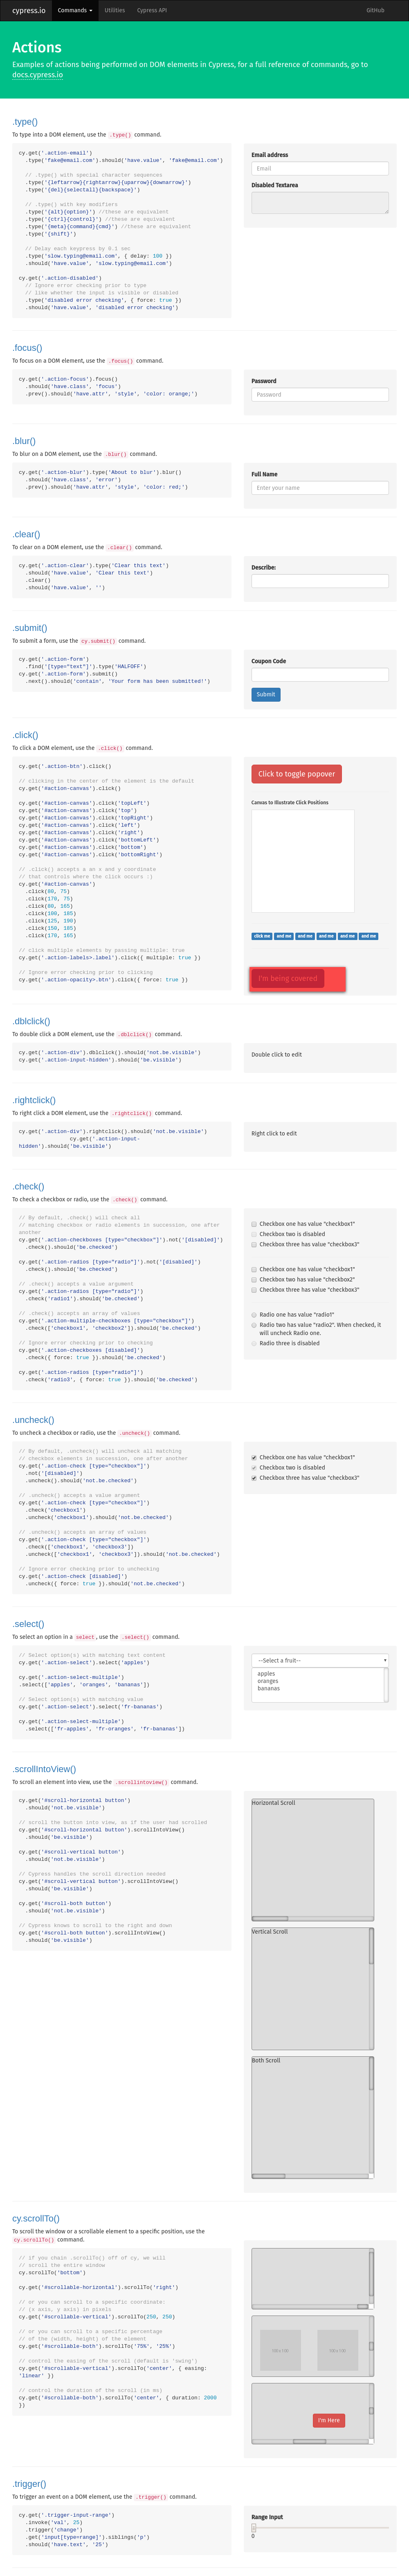 cypress.io Commands Utilities Cypress API GitHub
Actions
Examples of actions being performed on DOM elements in Cypress, for a full reference of commands, go to
docs.cypress.io
.type()
To type into a DOM element, use the .type() command.
cy.get('.action-email')
.type('fake@email.com').should('have.value', 'fake@email.com')
// .type() with special character sequences
.type('{leftarrow}{rightarrow}{uparrow}{downarrow}')
.type('{del}{selectall}{backspace}')
// .type() with key modifiers
.type('{alt}{option}') //these are equivalent
.type('{ctrl}{control}') //these are equivalent
.type('{meta}{command}{cmd}') //these are equivalent
.type('{shift}')
// Delay each keypress by 0.1 sec
.type('slow.typing@email.com', { delay: 100 })
.should('have.value', 'slow.typing@email.com')
cy.get('.action-disabled')
// Ignore error checking prior to type
// like whether the input is visible or disabled
.type('disabled error checking', { force: true })
.should('have.value', 'disabled error checking')
Email address
Email
Disabled Textarea
.focus()
To focus on a DOM element, use the .focus() command.
cy.get('.action-focus').focus()
.should('have.class', 'focus')
.prev().should('have.attr', 'style', 'color: orange;')
Password
Password
.blur()
To blur on a DOM element, use the .blur() command.
cy.get('.action-blur').type('About to blur').blur()
.should('have.class', 'error')
.prev().should('have.attr', 'style', 'color: red;')
Full Name
Enter your name
.clear()
To clear on a DOM element, use the .clear() command.
cy.get('.action-clear').type('Clear this text')
.should('have.value', 'Clear this text')
.clear()
.should('have.value', '')
Describe:
.submit()
To submit a form, use the cy.submit() command.
cy.get('.action-form')
.find('[type="text"]').type('HALFOFF')
cy.get('.action-form').submit()
.next().should('contain', 'Your form has been submitted!')
Coupon Code
Submit
.click()
To click a DOM element, use the .click() command.
cy.get('.action-btn').click()
// clicking in the center of the element is the default
cy.get('#action-canvas').click()
cy.get('#action-canvas').click('topLeft')
cy.get('#action-canvas').click('top')
cy.get('#action-canvas').click('topRight')
cy.get('#action-canvas').click('left')
cy.get('#action-canvas').click('right')
cy.get('#action-canvas').click('bottomLeft')
cy.get('#action-canvas').click('bottom')
cy.get('#action-canvas').click('bottomRight')
// .click() accepts a an x and y coordinate
// that controls where the click occurs :)
cy.get('#action-canvas')
.click(80, 75)
.click(170, 75)
.click(80, 165)
.click(100, 185)
.click(125, 190)
.click(150, 185)
.click(170, 165)
// click multiple elements by passing multiple: true
cy.get('.action-labels>.label').click({ multiple: true })
// Ignore error checking prior to clicking
cy.get('.action-opacity>.btn').click({ force: true })
Click to toggle popover
Canvas to Illustrate Click Positions
click me and me and me and me and me and me
I'm being covered
.dblclick()
To double click a DOM element, use the .dblclick() command.
cy.get('.action-div').dblclick().should('not.be.visible')
cy.get('.action-input-hidden').should('be.visible')
Double click to edit
.rightclick()
To right click a DOM element, use the .rightclick() command.
cy.get('.action-div').rightclick().should('not.be.visible')
cy.get('.action-input-
hidden').should('be.visible')
Right click to edit
.check()
To check a checkbox or radio, use the .check() command.
// By default, .check() will check all
// matching checkbox or radio elements in succession, one after
another
cy.get('.action-checkboxes [type="checkbox"]').not('[disabled]')
.check().should('be.checked')
cy.get('.action-radios [type="radio"]').not('[disabled]')
.check().should('be.checked')
// .check() accepts a value argument
cy.get('.action-radios [type="radio"]')
.check('radio1').should('be.checked')
// .check() accepts an array of values
cy.get('.action-multiple-checkboxes [type="checkbox"]')
.check(['checkbox1', 'checkbox2']).should('be.checked')
// Ignore error checking prior to checking
cy.get('.action-checkboxes [disabled]')
.check({ force: true }).should('be.checked')
cy.get('.action-radios [type="radio"]')
.check('radio3', { force: true }).should('be.checked')
Checkbox one has value "checkbox1"
Checkbox two is disabled
Checkbox three has value "checkbox3"
Checkbox one has value "checkbox1"
Checkbox two has value "checkbox2"
Checkbox three has value "checkbox3"
Radio one has value "radio1"
Radio two has value "radio2". When checked, it
will uncheck Radio one.
Radio three is disabled
.uncheck()
To uncheck a checkbox or radio, use the .uncheck() command.
// By default, .uncheck() will uncheck all matching
// checkbox elements in succession, one after another
cy.get('.action-check [type="checkbox"]')
.not('[disabled]')
.uncheck().should('not.be.checked')
// .uncheck() accepts a value argument
cy.get('.action-check [type="checkbox"]')
.check('checkbox1')
.uncheck('checkbox1').should('not.be.checked')
// .uncheck() accepts an array of values
cy.get('.action-check [type="checkbox"]')
.check(['checkbox1', 'checkbox3'])
.uncheck(['checkbox1', 'checkbox3']).should('not.be.checked')
// Ignore error checking prior to unchecking
cy.get('.action-check [disabled]')
.uncheck({ force: true }).should('not.be.checked')
Checkbox one has value "checkbox1"
Checkbox two is disabled
Checkbox three has value "checkbox3"
.select()
To select an option in a select, use the .select() command.
// Select option(s) with matching text content
cy.get('.action-select').select('apples')
cy.get('.action-select-multiple')
.select(['apples', 'oranges', 'bananas'])
// Select option(s) with matching value
cy.get('.action-select').select('fr-bananas')
cy.get('.action-select-multiple')
.select(['fr-apples', 'fr-oranges', 'fr-bananas'])
--Select a fruit--
apples
oranges
bananas
.scrollIntoView()
To scroll an element into view, use the .scrollintoview() command.
cy.get('#scroll-horizontal button')
.should('not.be.visible')
// scroll the button into view, as if the user had scrolled
cy.get('#scroll-horizontal button').scrollIntoView()
.should('be.visible')
cy.get('#scroll-vertical button')
.should('not.be.visible')
// Cypress handles the scroll direction needed
cy.get('#scroll-vertical button').scrollIntoView()
.should('be.visible')
cy.get('#scroll-both button')
.should('not.be.visible')
// Cypress knows to scroll to the right and down
cy.get('#scroll-both button').scrollIntoView()
.should('be.visible')
Horizontal Scroll
Vertical Scroll
Both Scroll
cy.scrollTo()
To scroll the window or a scrollable element to a specific position, use the
cy.scrollTo() command.
// if you chain .scrollTo() off of cy, we will
// scroll the entire window
cy.scrollTo('bottom')
cy.get('#scrollable-horizontal').scrollTo('right')
// or you can scroll to a specific coordinate:
// (x axis, y axis) in pixels
cy.get('#scrollable-vertical').scrollTo(250, 250)
// or you can scroll to a specific percentage
// of the (width, height) of the element
cy.get('#scrollable-both').scrollTo('75%', '25%')
// control the easing of the scroll (default is 'swing')
cy.get('#scrollable-vertical').scrollTo('center', { easing:
'linear' })
// control the duration of the scroll (in ms)
cy.get('#scrollable-both').scrollTo('center', { duration: 2000
})
I'm Here
.trigger()
To trigger an event on a DOM element, use the .trigger() command.
cy.get('.trigger-input-range')
.invoke('val', 25)
.trigger('change')
cy.get('input[type=range]').siblings('p')
.should('have.text', '25')
Range Input
0